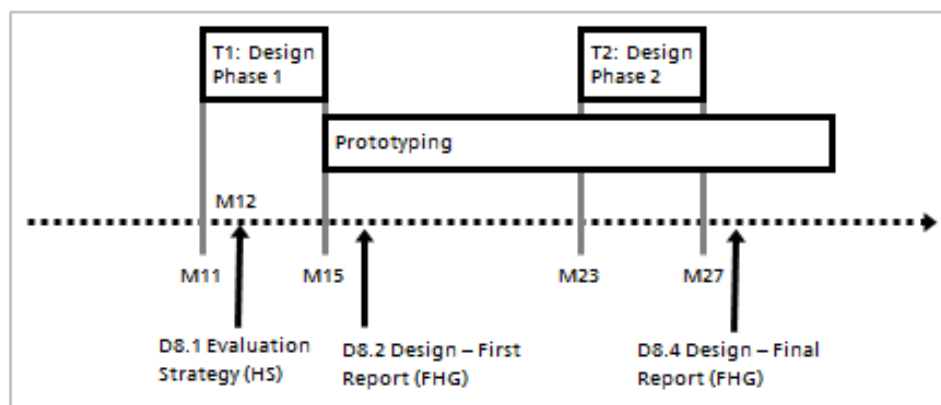 T1: Design
Phase 1
T2: Design
Phase 2
Prototyping
M12
M11
M15
M23
M27
D8.1 Evaluation
Strategy (HS)
D8.2 Design – First
Report (FHG)
D8.4 Design – Final
Report (FHG)